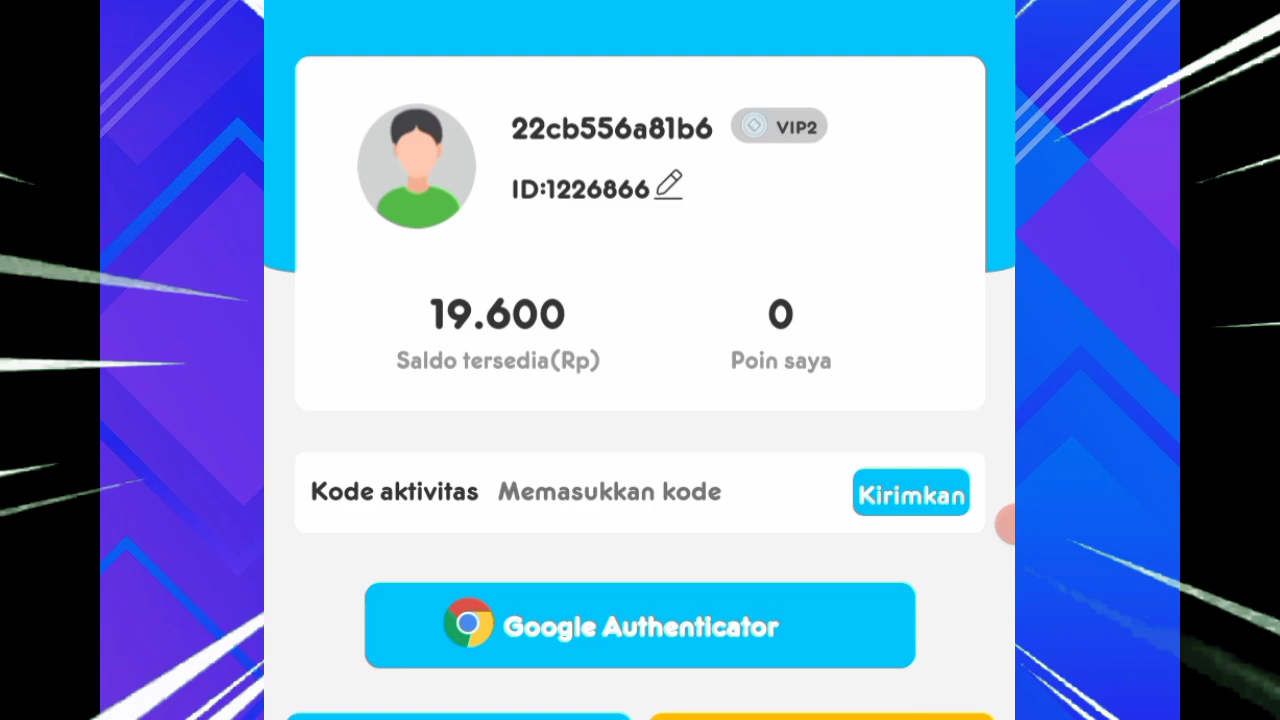 22cb556a81b6 VIP2
ID:1226866
19.600 0
Saldo tersedia(Rp) Poin saya
Kode aktivitas Memasukkan kode Kirimkan
Google Authenticator